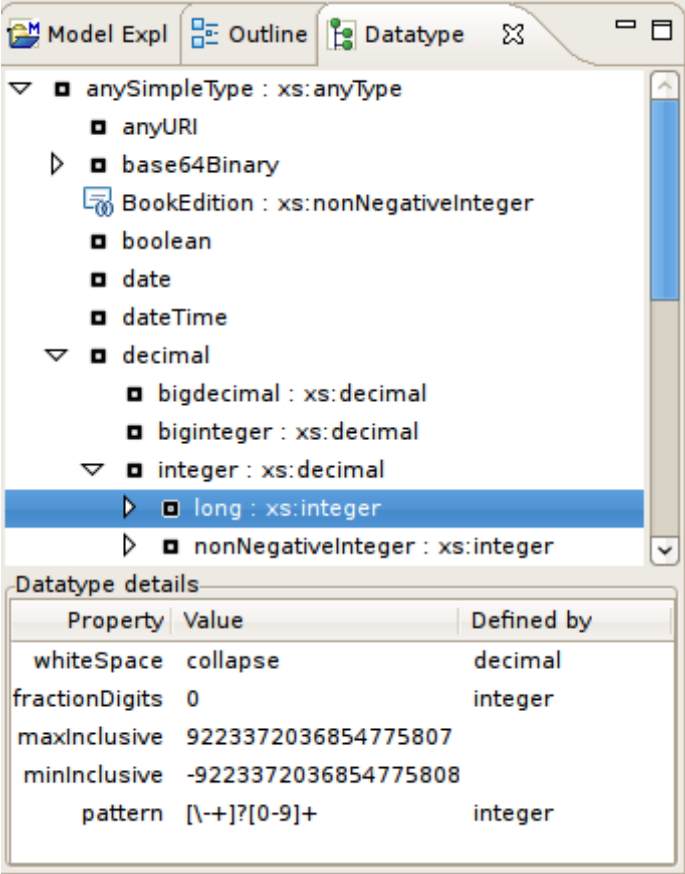 Model Expl Outline Datatype
anySimpleType : xs:anyType
anyURI
base64Binary
BookEdition : xs:nonNegativeInteger
boolean
date
dateTime
decimal
bigdecimal : xs:decimal
biginteger : xs:decimal
integer : xs:decimal
long : xs:integer
nonNegativeInteger : xs:integer
Datatype details
Property Value Defined by
whiteSpace collapse decimal
fractionDigits 0 integer
maxInclusive 9223372036854775807
minInclusive -9223372036854775808
pattern [\-+]?[0-9]+ integer